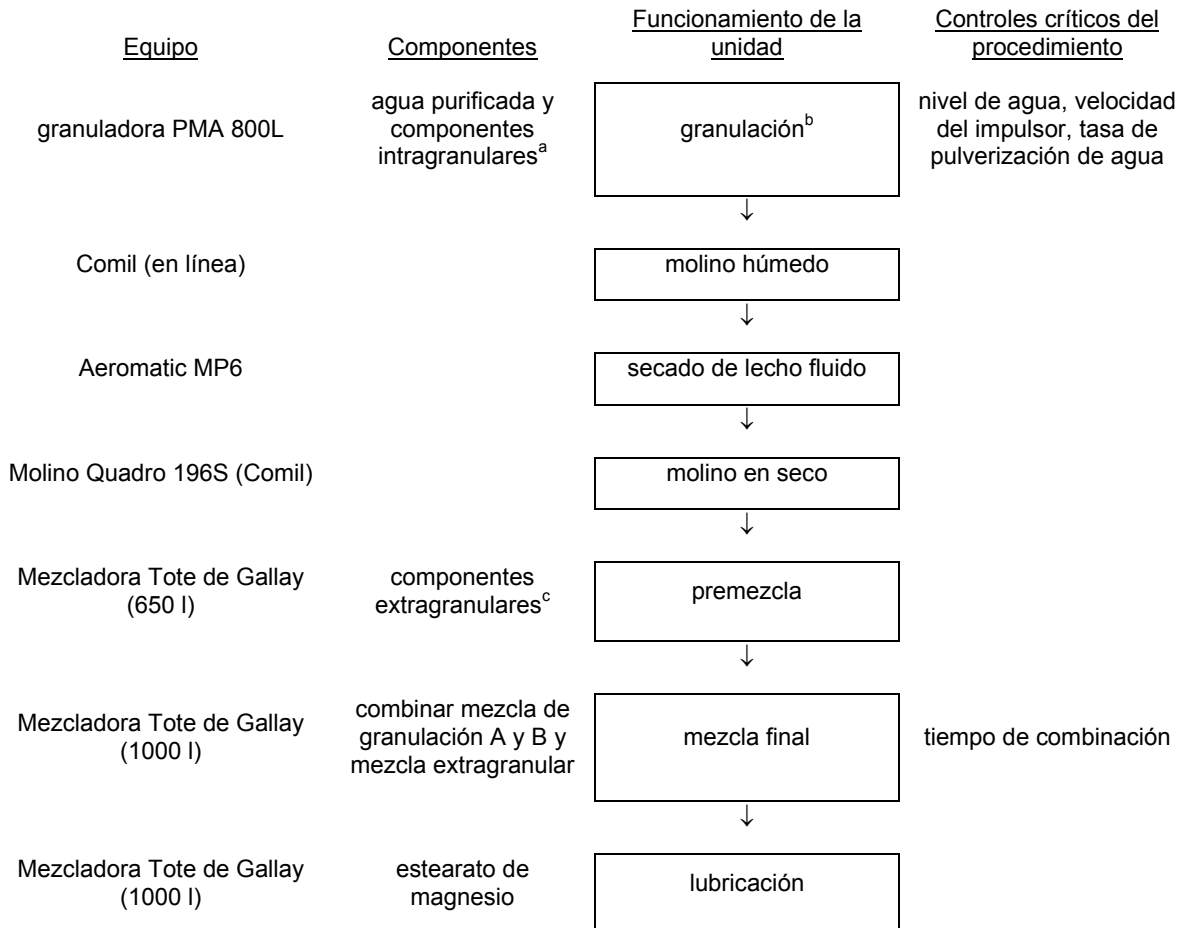 Equipo
Componentes
Funcionamiento de la
unidad
Controles críticos del
procedimiento
granuladora PMA 800L
agua purificada y
componentes
intragranulares^a
granulación^b
nivel de agua, velocidad
del impulsor, tasa de
pulverización de agua
↓
Comil (en línea)
molino húmedo
↓
Aeromatic MP6
secado de lecho fluido
↓
Molino Quadro 196S (Comil)
molino en seco
↓
Mezcladora Tote de Gallay
(650 l)
componentes
extragranulares^c
premezcla
↓
Mezcladora Tote de Gallay
(1000 l)
combinar mezcla de
granulación A y B y
mezcla extragranular
mezcla final
tiempo de combinación
↓
Mezcladora Tote de Gallay
(1000 l)
estearato de
magnesio
lubricación